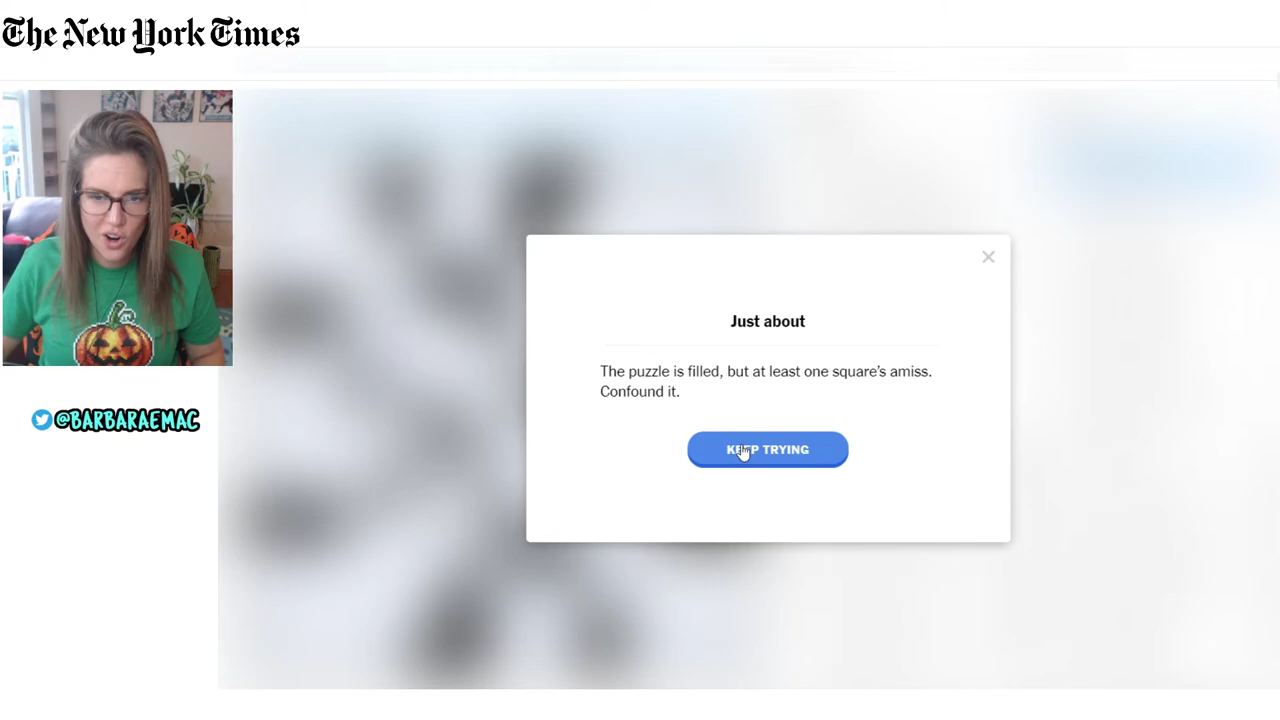 The New York Times
@BARBARAEMAC
Just about
The puzzle is filled, but at least one square's amiss.
Confound it.
KEEP TRYING